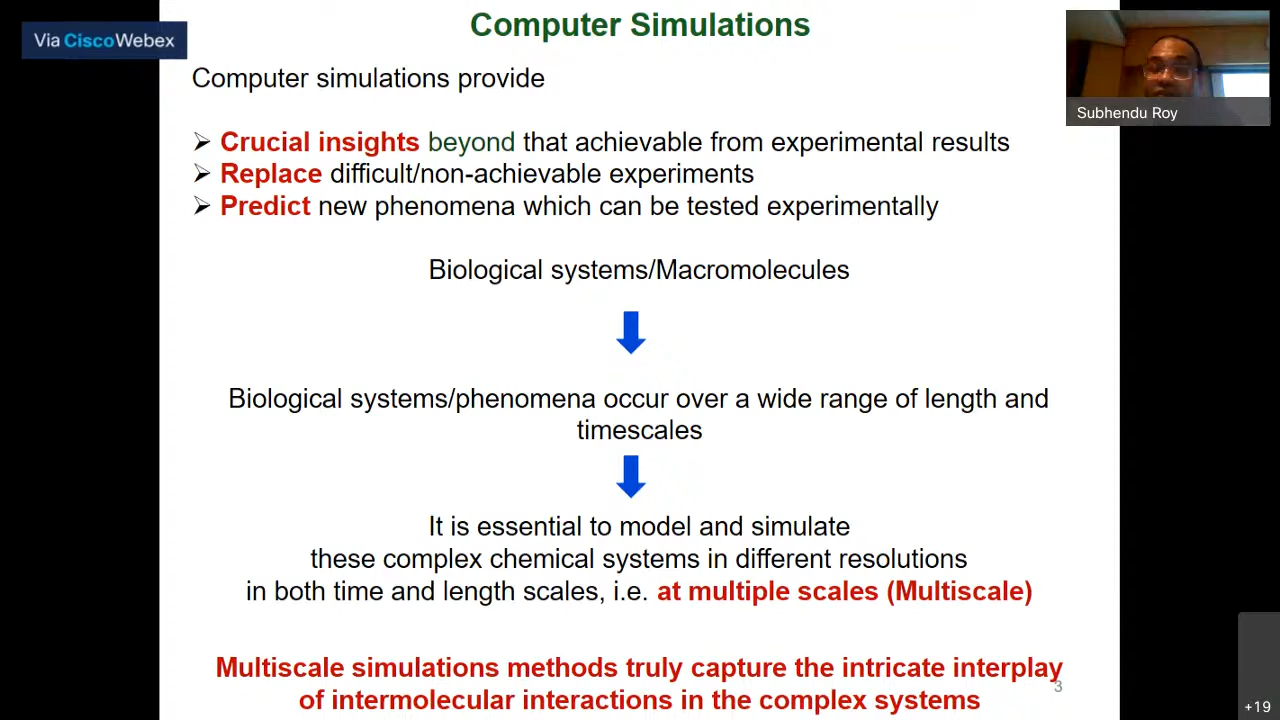 Computer Simulations
Via CiscoWebex
Computer simulations provide
Subhendu Roy
➢ Crucial insights beyond that achievable from experimental results
➢ Replace difficult/non-achievable experiments
➢ Predict new phenomena which can be tested experimentally
Biological systems/Macromolecules
Biological systems/phenomena occur over a wide range of length and
timescales
It is essential to model and simulate
these complex chemical systems in different resolutions
in both time and length scales, i.e. at multiple scales (Multiscale)
Multiscale simulations methods truly capture the intricate interplay
of intermolecular interactions in the complex systems
3
+19